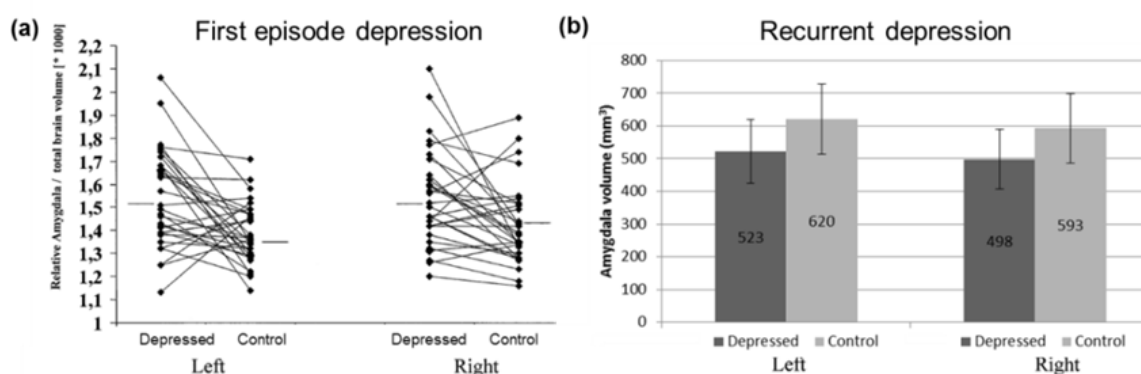 (a) First episode depression
Relative Amygdala / total brain volume [* 1000]
2,2
2,1
2
1,9
1,8
1,7
1,6
1,5
1,4
1,3
1,2
1,1
1
Depressed Control Depressed Control
Left Right
(b) Recurrent depression
Amygdala volume (mm³)
800
700
600
500
400
300
200
100
0
523 620 498 593
Depressed Control Depressed Control
Left Right